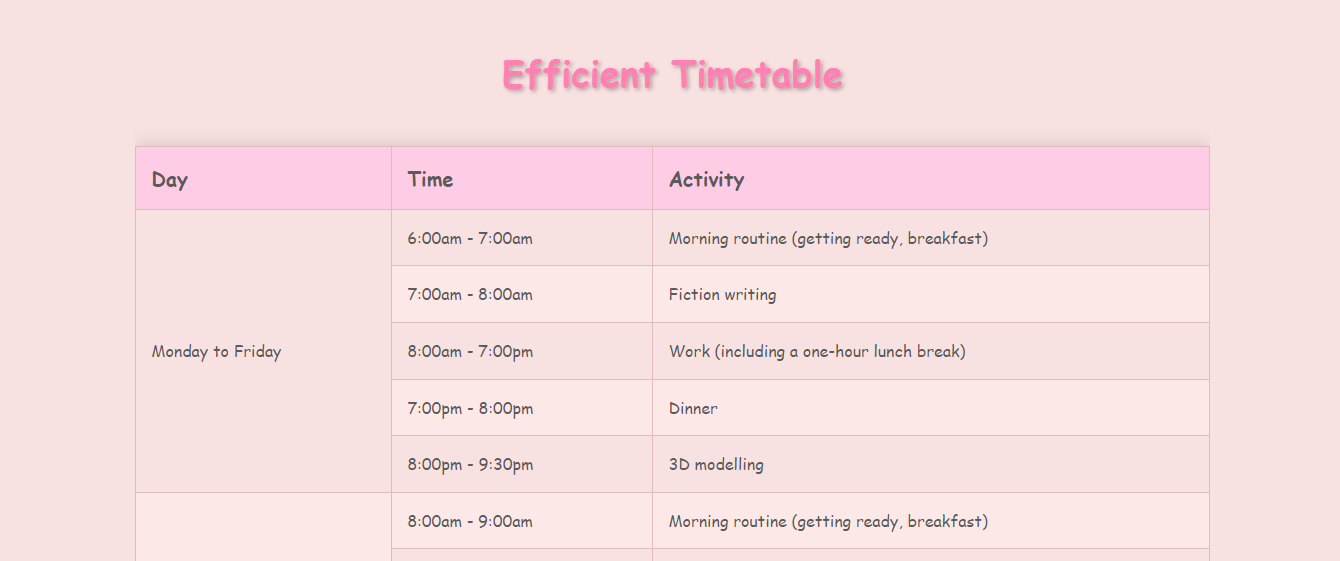 Efficient Timetable
Day Time Activity
6:00am - 7:00am Morning routine (getting ready, breakfast)
7:00am - 8:00am Fiction writing
Monday to Friday 8:00am - 7:00pm Work (including a one-hour lunch break)
7:00pm - 8:00pm Dinner
8:00pm - 9:30pm 3D modelling
8:00am - 9:00am Morning routine (getting ready, breakfast)